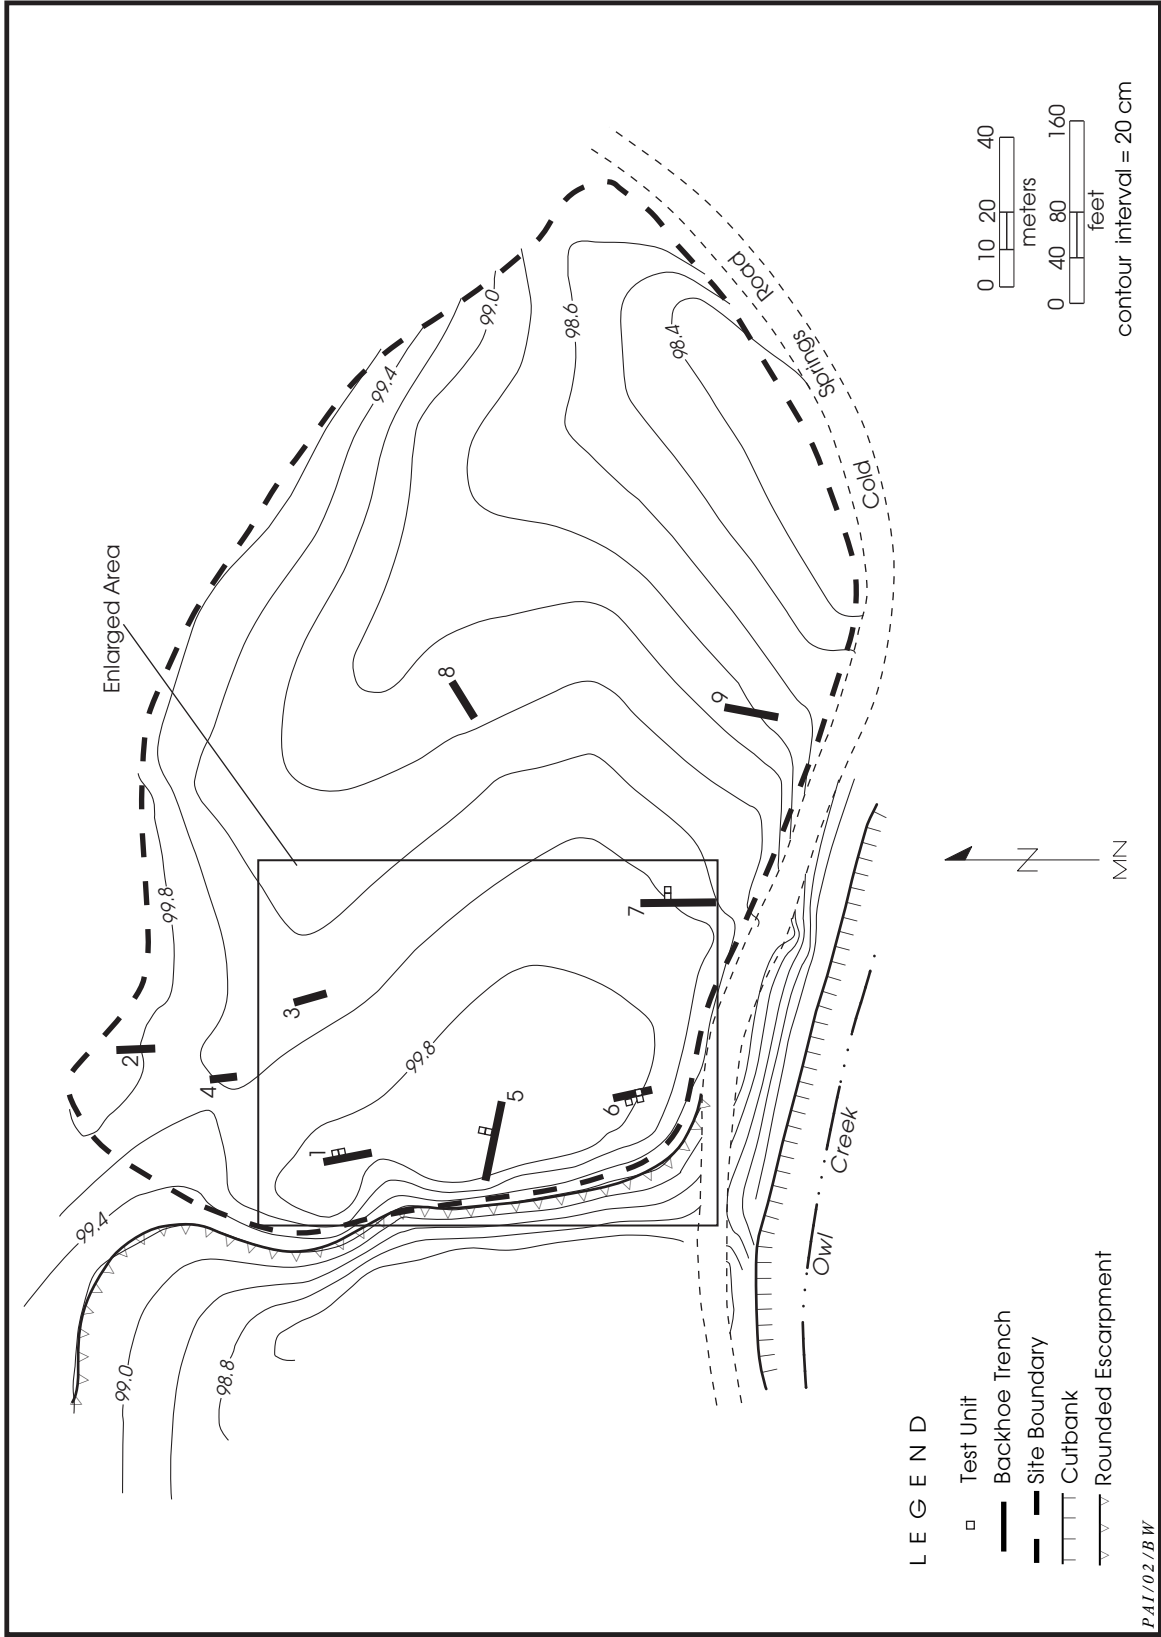 Enlarged Area
99.8
99.4
99.0
98.6
98.4
99.4
99.0
98.8
99.8
1
2
3
4
5
6
7
8
9
Cold Springs Road
Owl Creek
N
MN
0 10 20 40
meters
0 40 80 160
feet
contour interval = 20 cm
LEGEND
Test Unit
Backhoe Trench
Site Boundary
Cutbank
Rounded Escarpment
PAI/02/BW